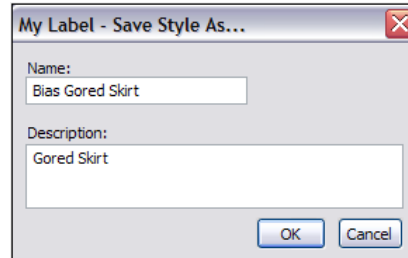 My Label - Save Style As...
Name:
Bias Gored Skirt
Description:
Gored Skirt
OK Cancel